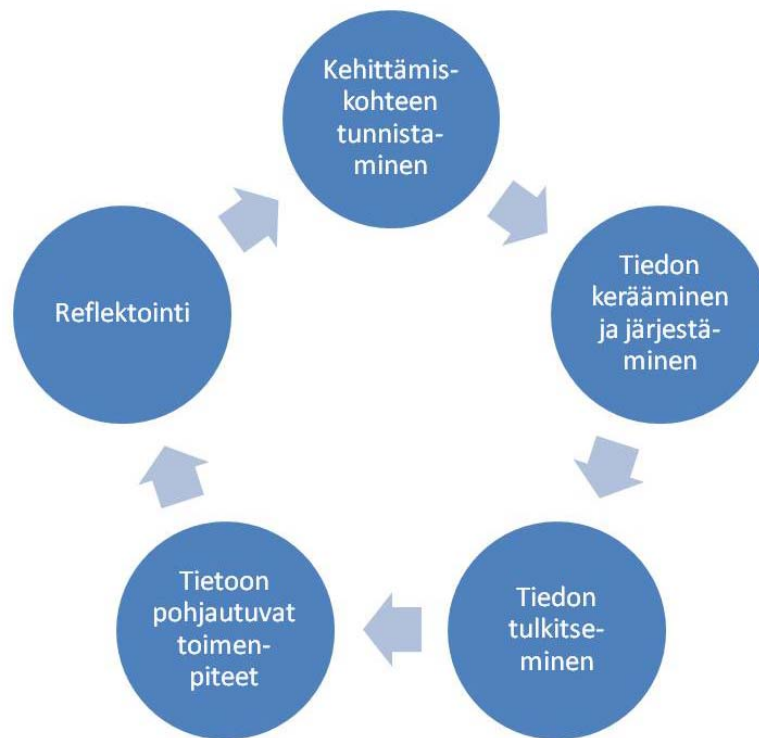 Kehittämis-
kohteen
tunnista-
minen
Tiedon
kerääminen
ja järjestä-
minen
Tiedon
tulkitse-
minen
Tietoon
pohjautuvat
toimen-
piteet
Reflektointi